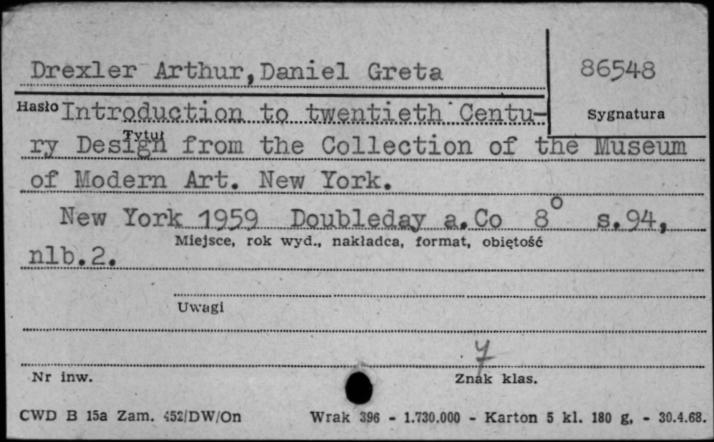 Drexler Arthur, Daniel Greta
86548
Hasło Introduction to twentieth Centu-
Sygnatura
Tytuł
ry Design from the Collection of the Museum
of Modern Art. New York.
New York 1959 Doubleday a.Co 8° s.94,
Miejsce, rok wyd., nakładca, format, objętość
nlb.2.
Uwagi
y
Nr inw.
Znak klas.
CWD B 15a Zam. 452/DW/On Wrak 396 - 1.730.000 - Karton 5 kl. 180 g. - 30.4.68.